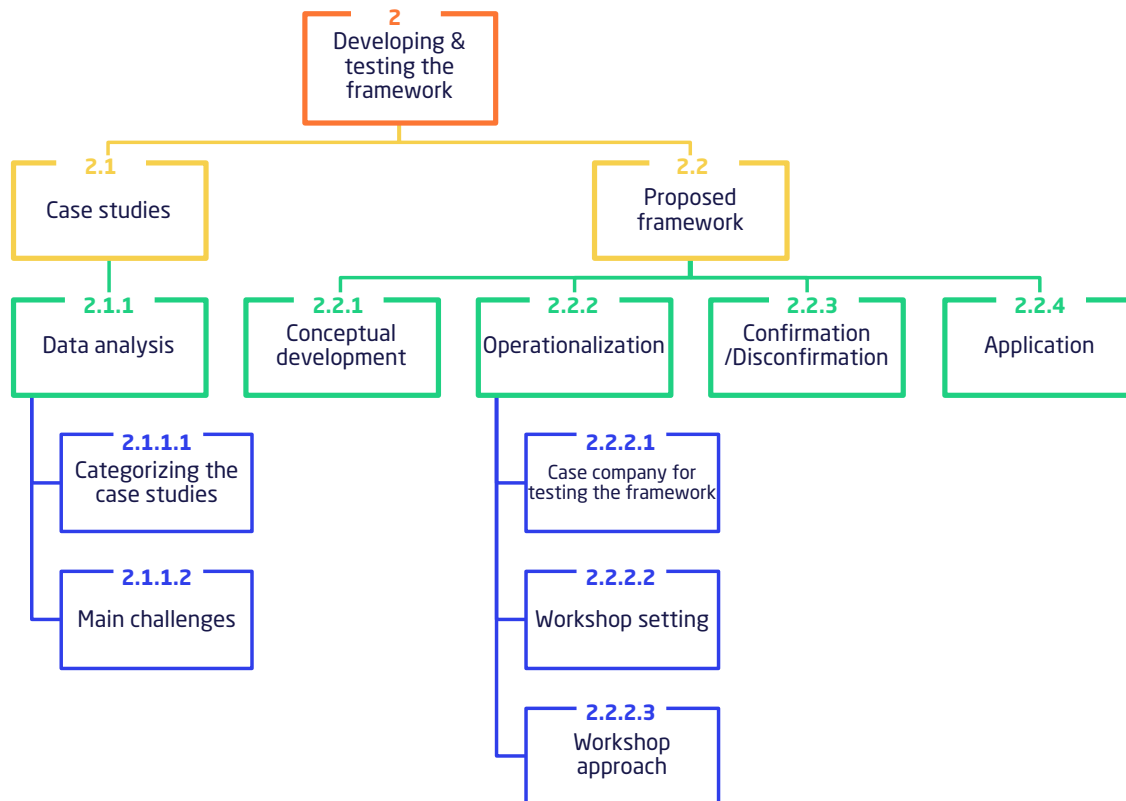 2
Developing &
testing the
framework
2.1
Case studies
2.2
Proposed
framework
2.1.1
Data analysis
2.2.1
Conceptual
development
2.2.2
Operationalization
2.2.3
Confirmation
/Disconfirmation
2.2.4
Application
2.1.1.1
Categorizing the
case studies
2.1.1.2
Main challenges
2.2.2.1
Case company for
testing the framework
2.2.2.2
Workshop setting
2.2.2.3
Workshop
approach